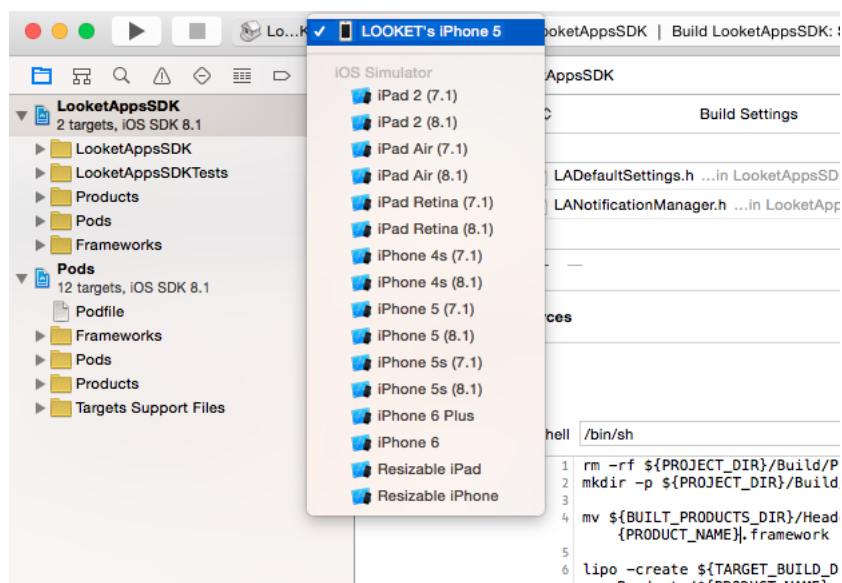 Lo...K
LOOKET's iPhone 5
ooketAppsSDK | Build LooketAppsSDK:
iOS Simulator
iPad 2 (7.1)
iPad 2 (8.1)
iPad Air (7.1)
iPad Air (8.1)
iPad Retina (7.1)
iPad Retina (8.1)
iPhone 4s (7.1)
iPhone 4s (8.1)
iPhone 5 (7.1)
iPhone 5 (8.1)
iPhone 5s (7.1)
iPhone 5s (8.1)
iPhone 6 Plus
iPhone 6
Resizable iPad
Resizable iPhone
LooketAppsSDK
2 targets, iOS SDK 8.1
LooketAppsSDK
LooketAppsSDKTests
Products
Pods
Frameworks
Pods
12 targets, iOS SDK 8.1
Podfile
Frameworks
Pods
Products
Targets Support Files
AppsSDK
Build Settings
LADefaultSettings.h ...in LooketAppsSD
LANotificationManager.h ...in LooketApp
rces
hell /bin/sh
1 rm -rf ${PROJECT_DIR}/Build/P
2 mkdir -p ${PROJECT_DIR}/Build
3
4 mv ${BUILT_PRODUCTS_DIR}/Head
{PRODUCT_NAME}.framework
5
6 lipo -create ${TARGET_BUILD_D